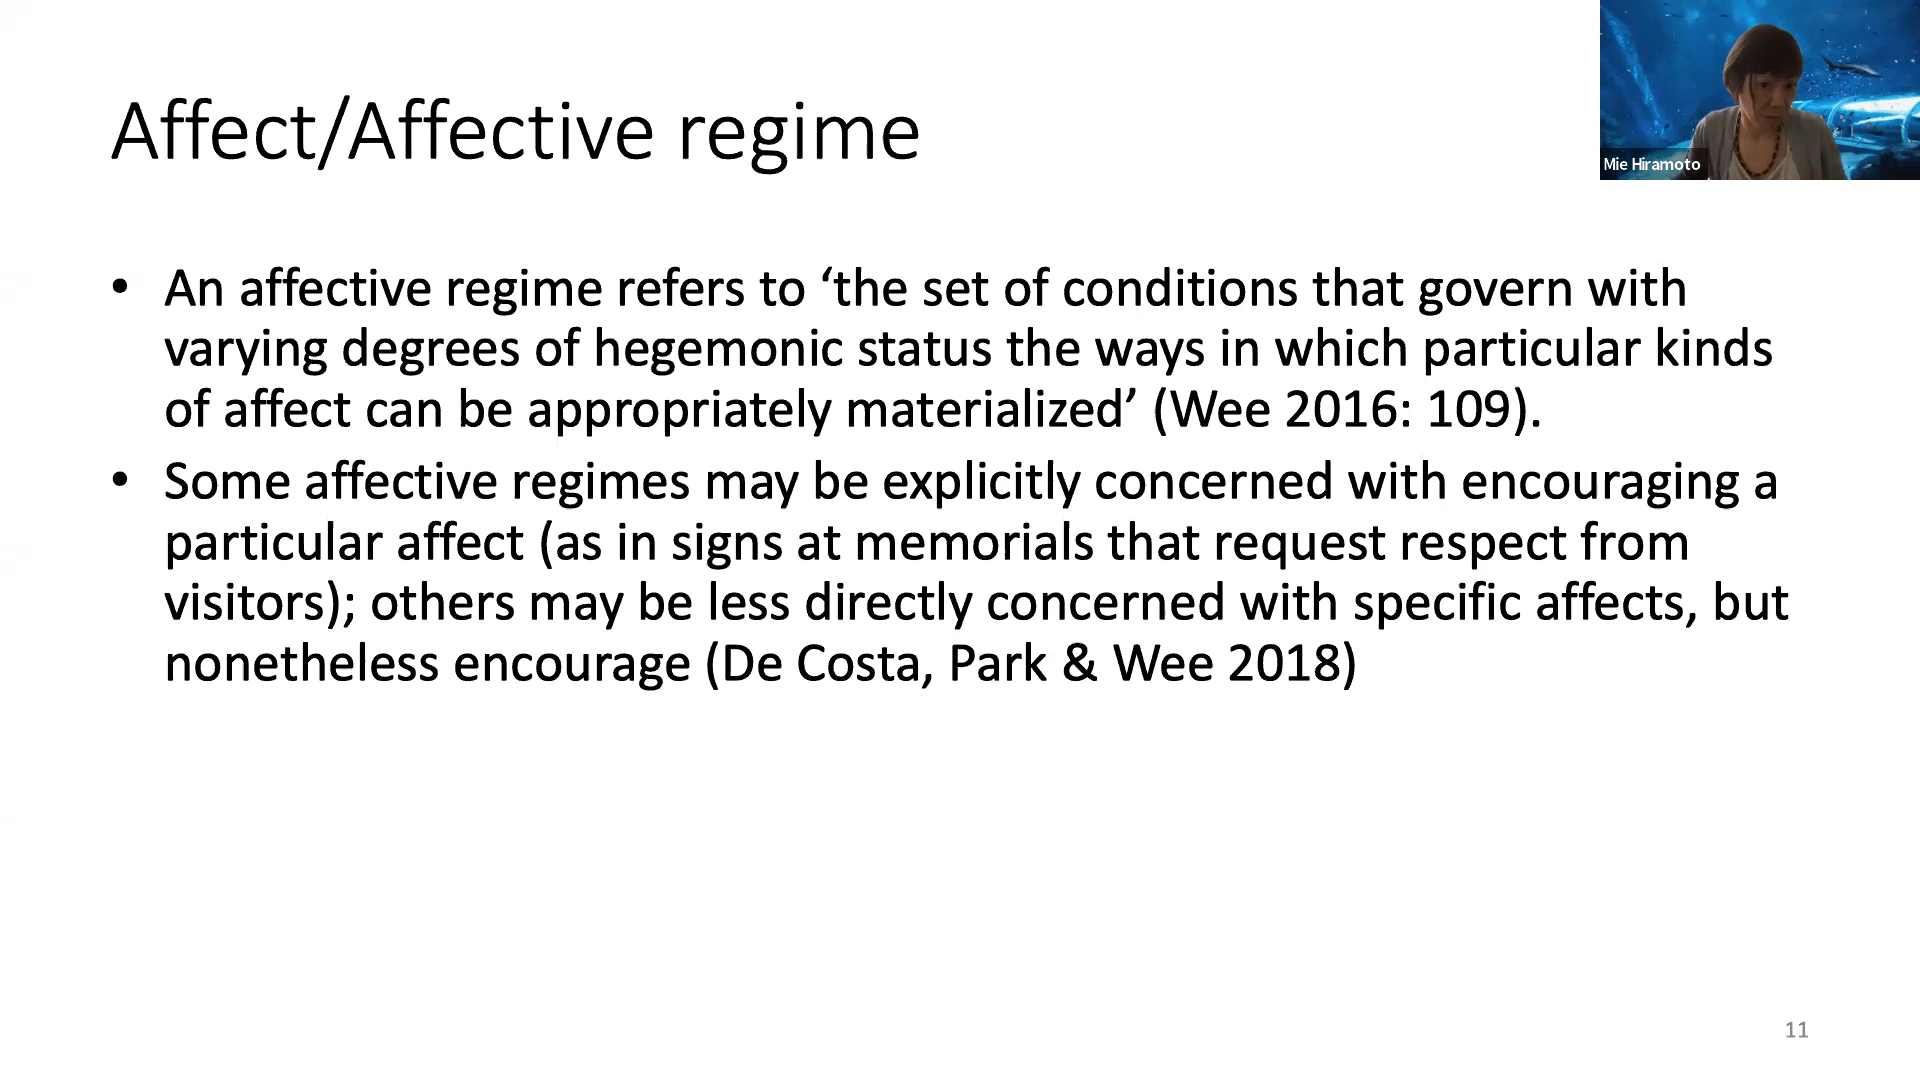 Affect/Affective regime
Mie Hiramoto
• An affective regime refers to ‘the set of conditions that govern with
varying degrees of hegemonic status the ways in which particular kinds
of affect can be appropriately materialized’ (Wee 2016: 109).
• Some affective regimes may be explicitly concerned with encouraging a
particular affect (as in signs at memorials that request respect from
visitors); others may be less directly concerned with specific affects, but
nonetheless encourage (De Costa, Park & Wee 2018)
11